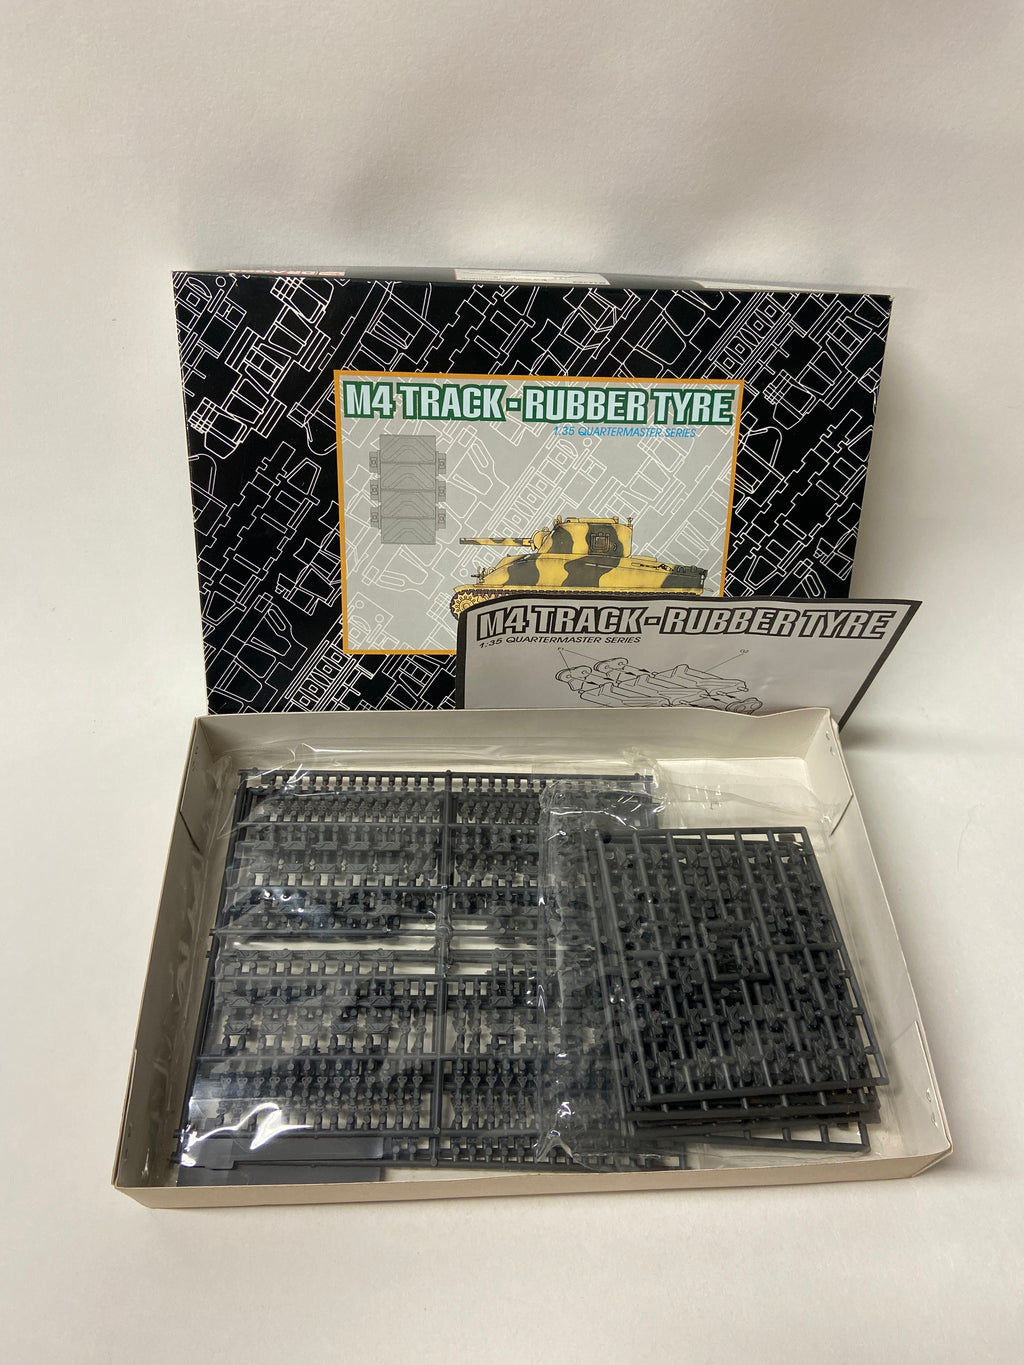 M4 TRACK - RUBBER TYRE
1:35 QUARTERMASTER SERIES
M4 TRACK - RUBBER TYRE
1:35 QUARTERMASTER SERIES